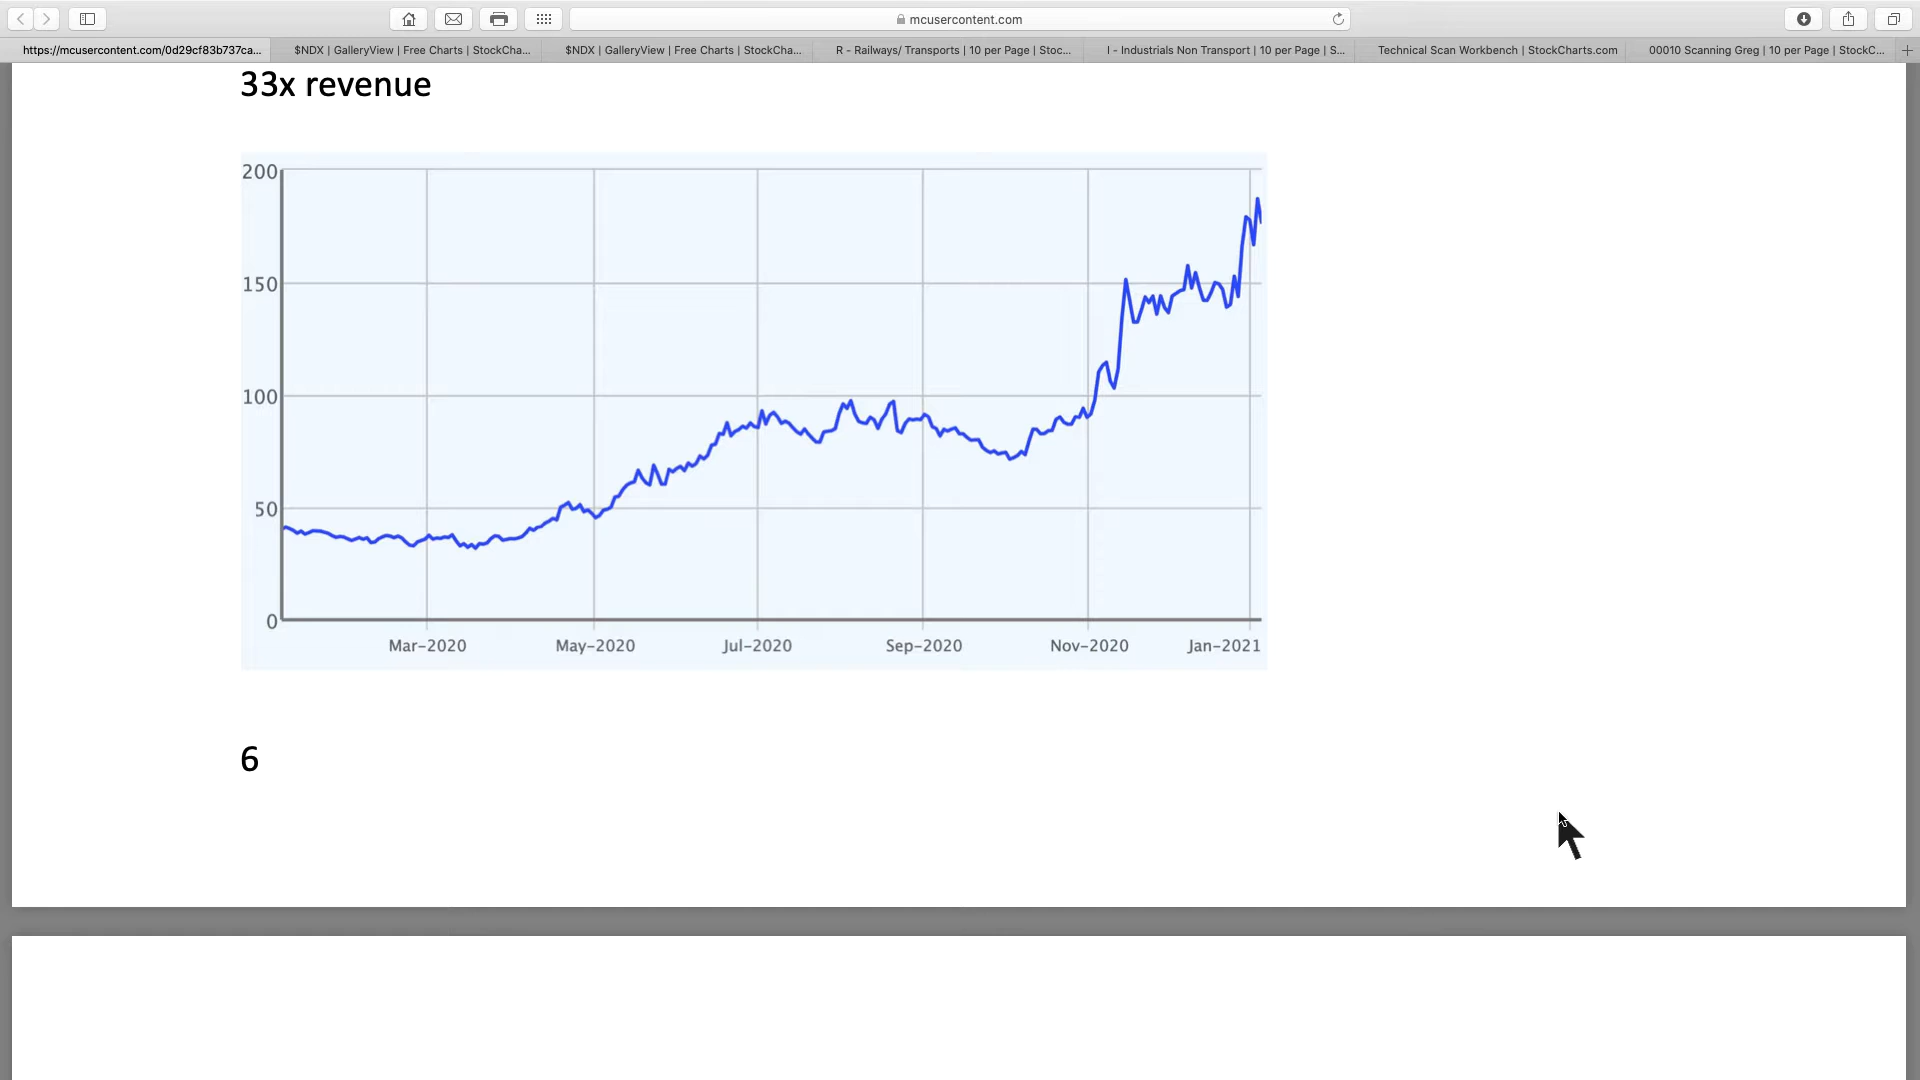 mcusercontent.com
https://mcusercontent.com/0d29cf83b737ca...
$NDX | GalleryView | Free Charts | StockCha...
$NDX | GalleryView | Free Charts | StockCha...
R - Railways/ Transports | 10 per Page | Stoc...
I - Industrials Non Transport | 10 per Page | S...
Technical Scan Workbench | StockCharts.com
00010 Scanning Greg | 10 per Page | StockC...
33x revenue
200
150
100
50
0
Mar-2020
May-2020
Jul-2020
Sep-2020
Nov-2020
Jan-2021
6